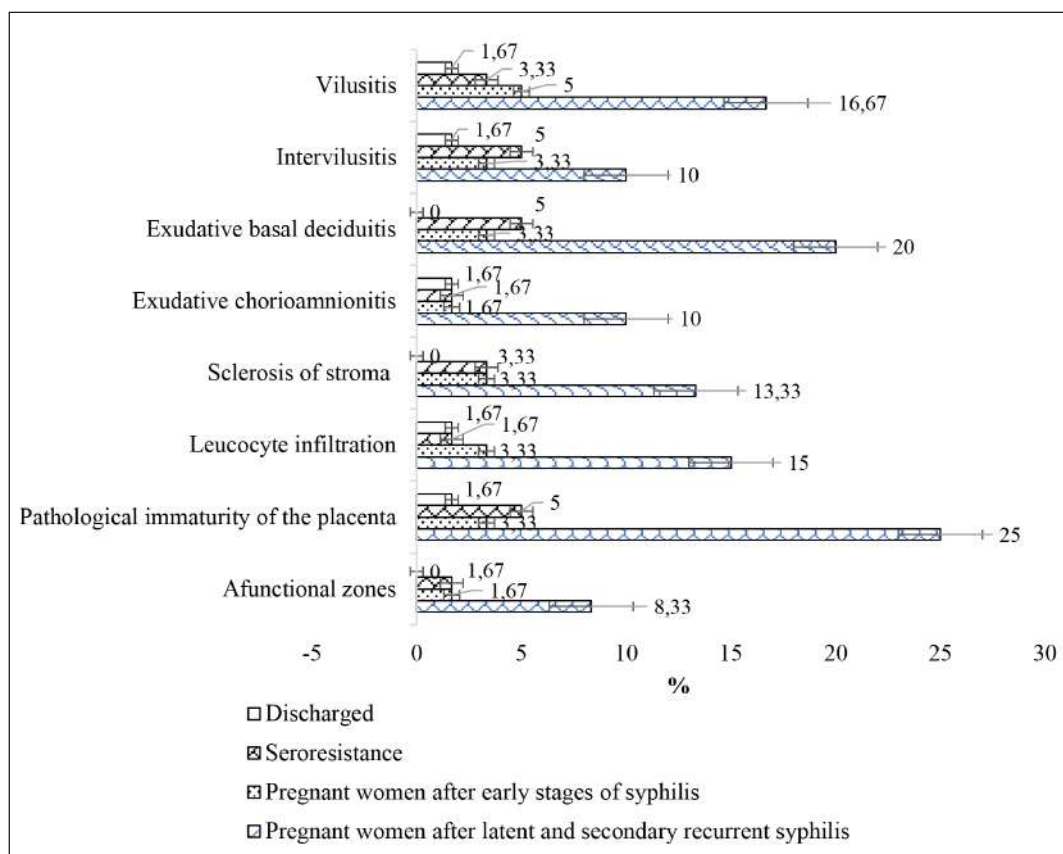 1,67
3,33
Vilusitis
5
16,67
1,67
5
Intervilusitis
3,33
10
0
5
Exudative basal deciduitis
3,33
20
1,67
1,67
Exudative chorioamnionitis
1,67
10
0
3,33
Sclerosis of stroma
3,33
13,33
1,67
1,67
Leucocyte infiltration
3,33
15
1,67
5
Pathological immaturity of the placenta
3,33
25
0
1,67
Afunctional zones
1,67
8,33
-5 0 5 10 15 20 25 30
%
Discharged
Seroresistance
Pregnant women after early stages of syphilis
Pregnant women after latent and secondary recurrent syphilis